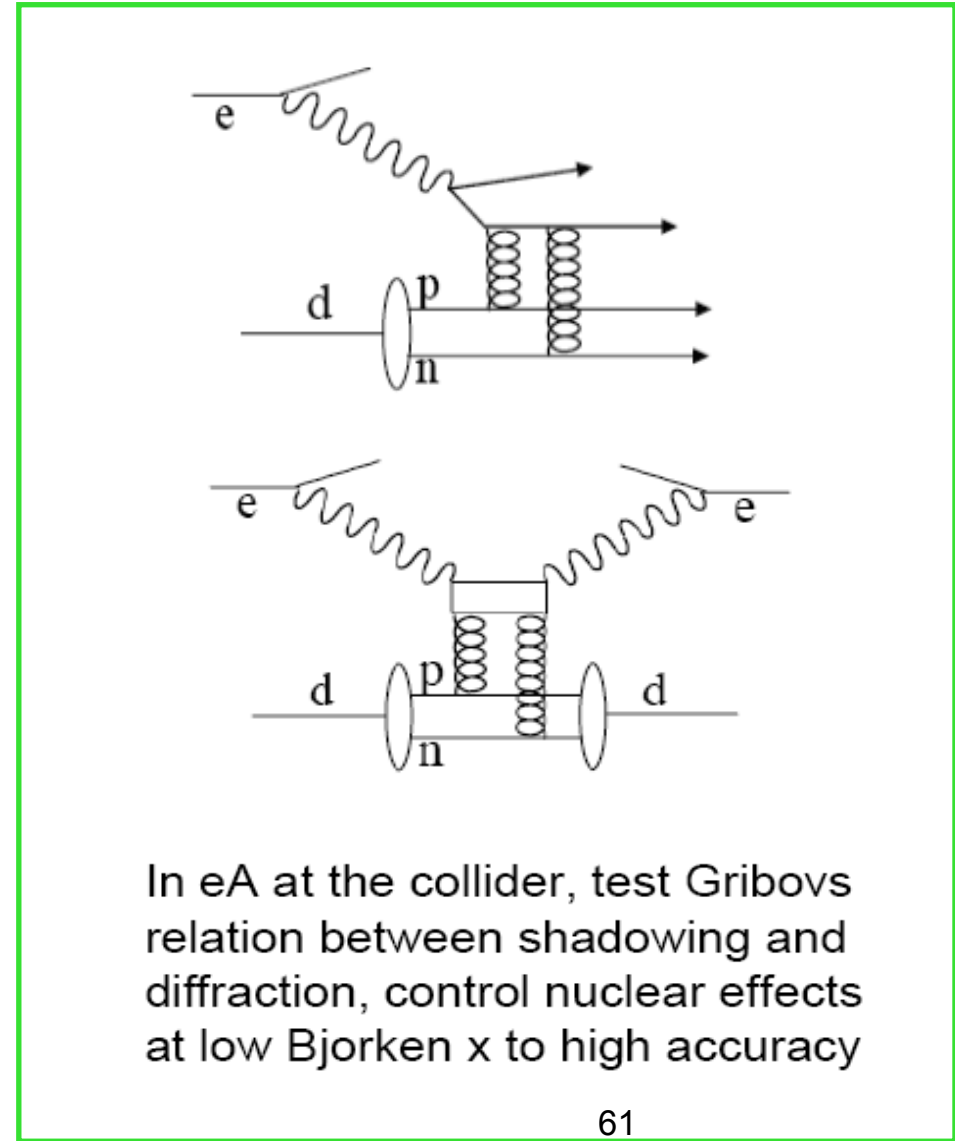 e
d
p
n
e
e
d
p
d
n
In eA at the collider, test Gribovs
relation between shadowing and
diffraction, control nuclear effects
at low Bjorken x to high accuracy
61